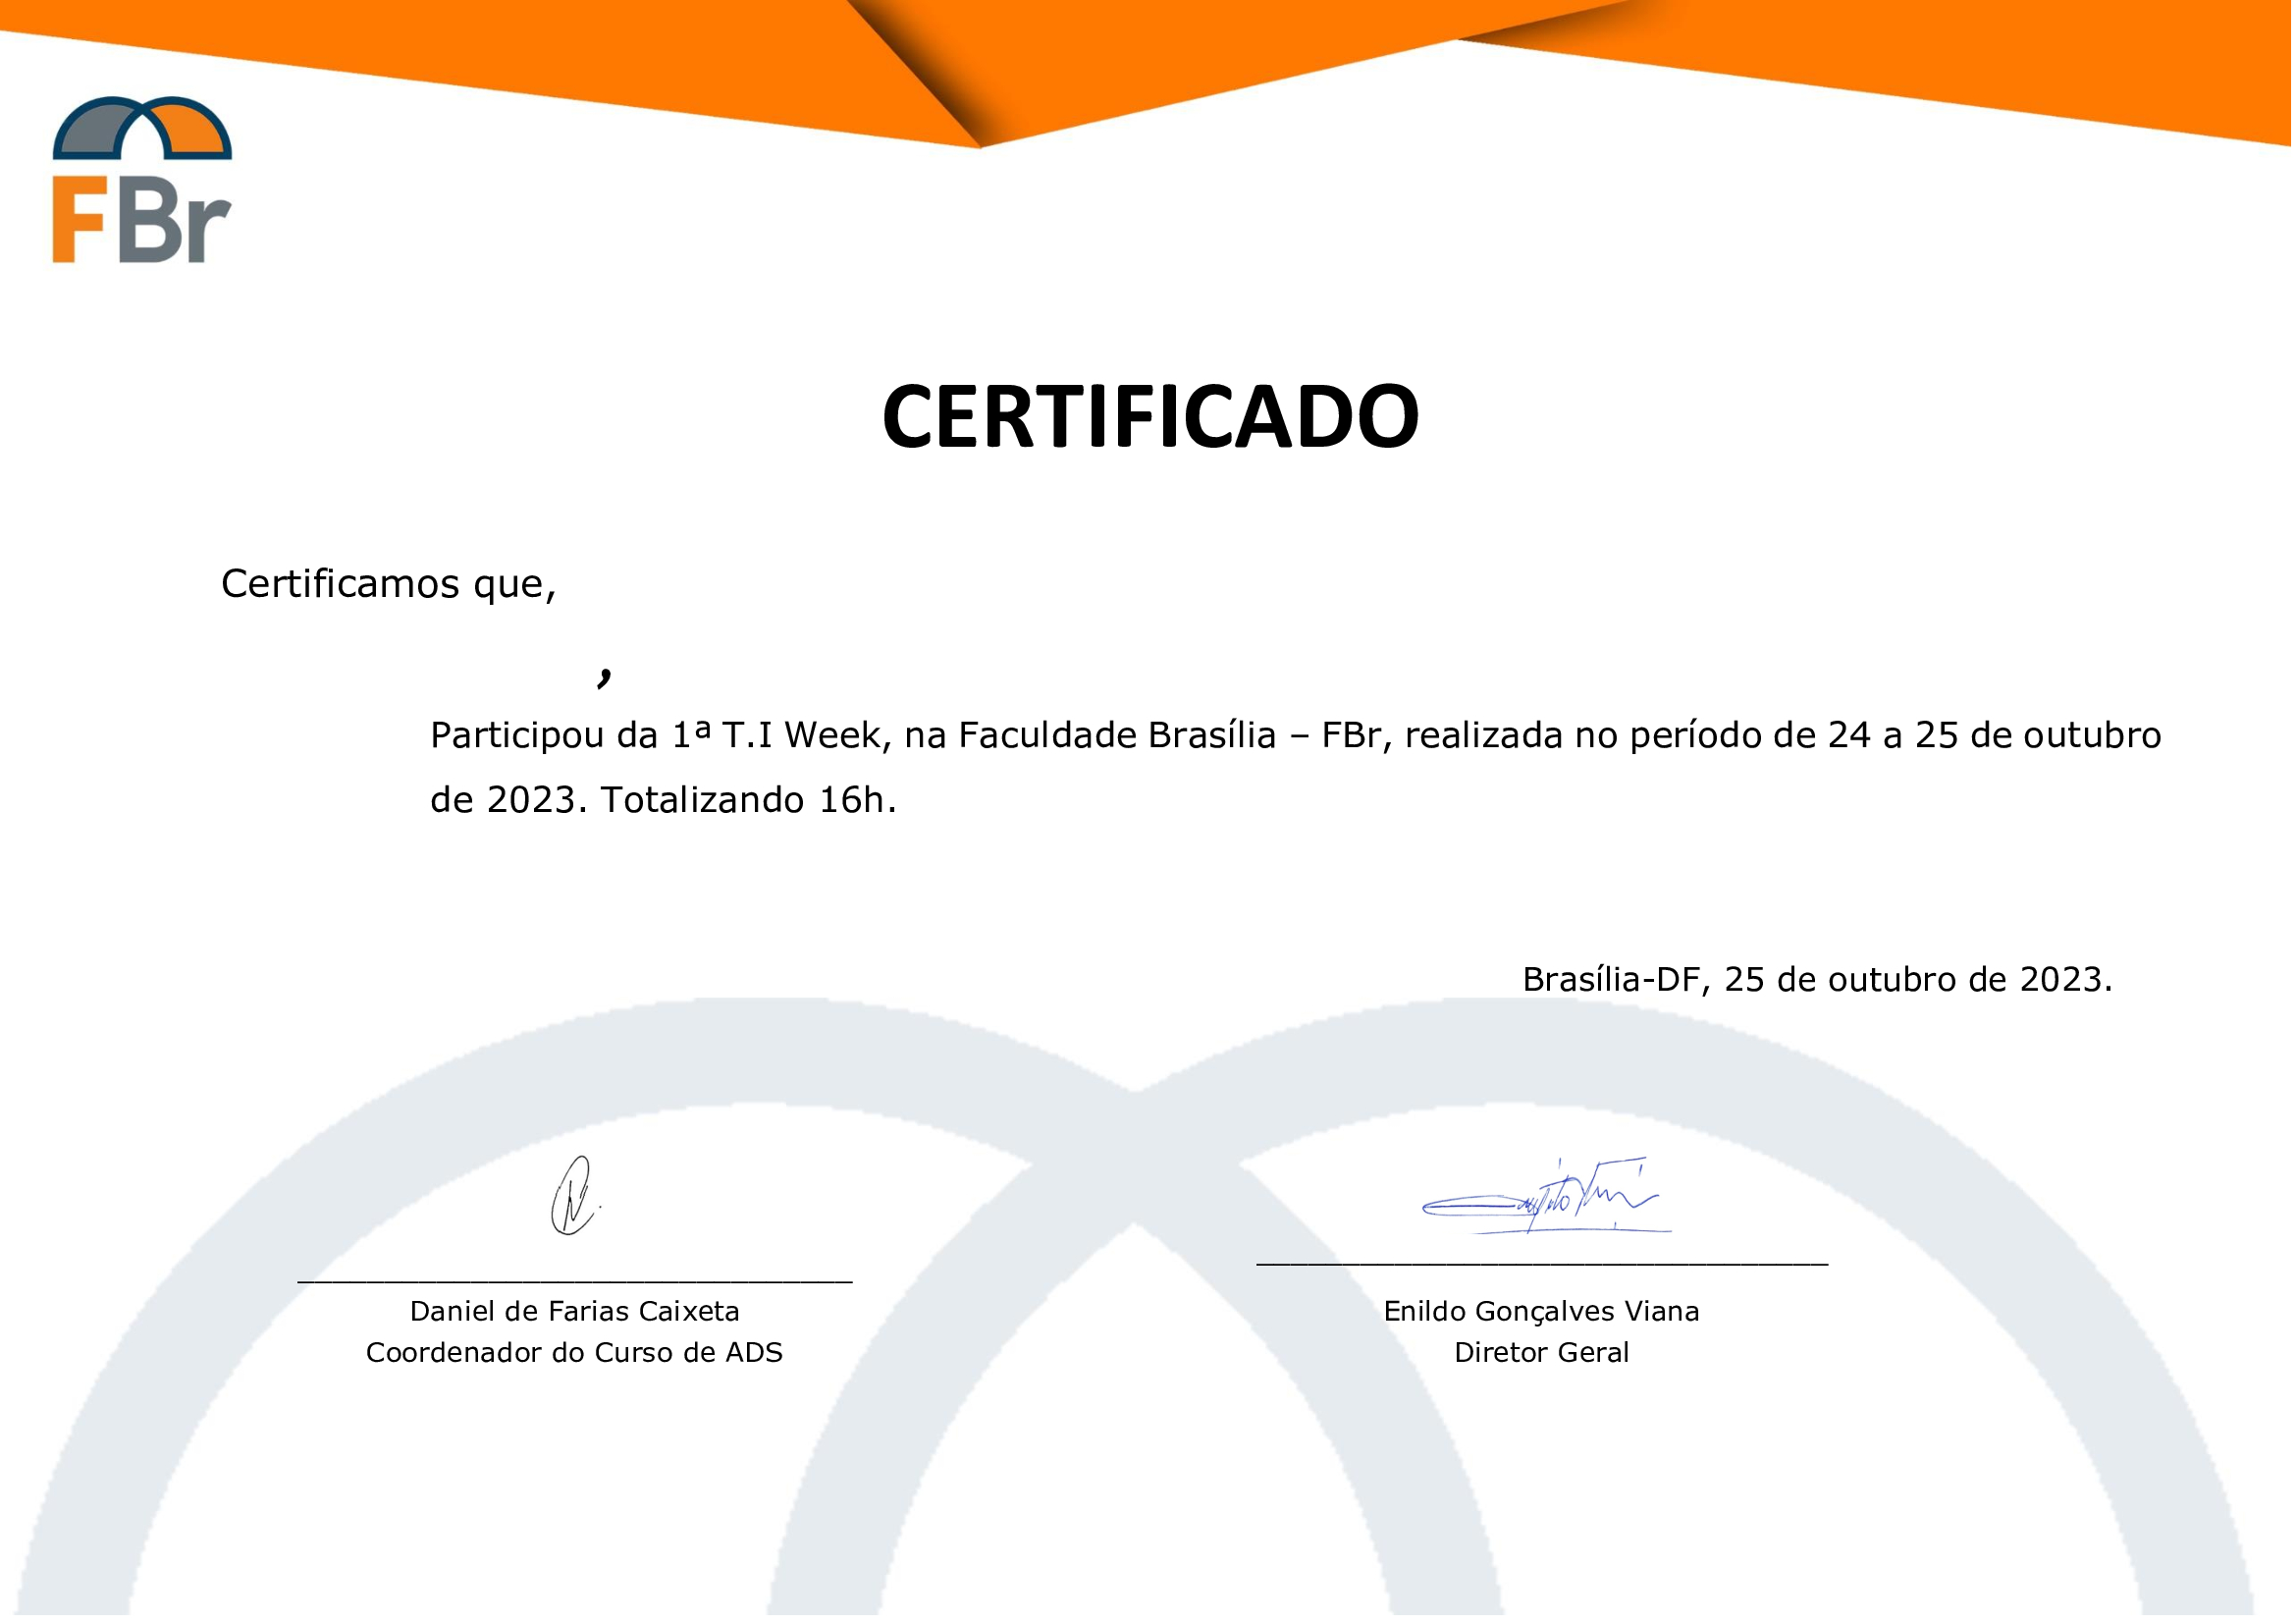 FBr
CERTIFICADO
Certificamos que,
,
Participou da 1ª T.I Week, na Faculdade Brasília – FBr, realizada no período de 24 a 25 de outubro
de 2023. Totalizando 16h.
Brasília-DF, 25 de outubro de 2023.
Daniel de Farias Caixeta
Coordenador do Curso de ADS
Enildo Gonçalves Viana
Diretor Geral